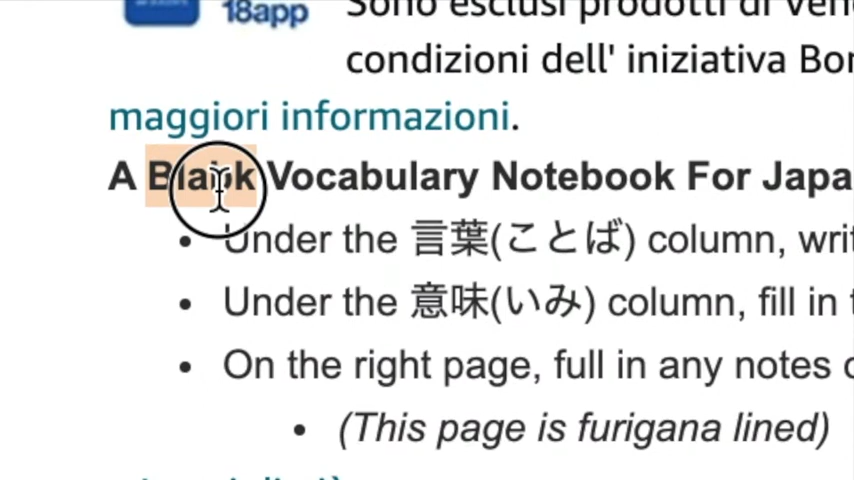 18app
Sono esclusi prodotti di
condizioni dell' iniziativa
maggiori informazioni.
A Blank Vocabulary Notebook For
Under the 言葉(ことば) column,
Under the 意味(いみ) column, fill in
On the right page, full in any notes
(This page is furigana lined)